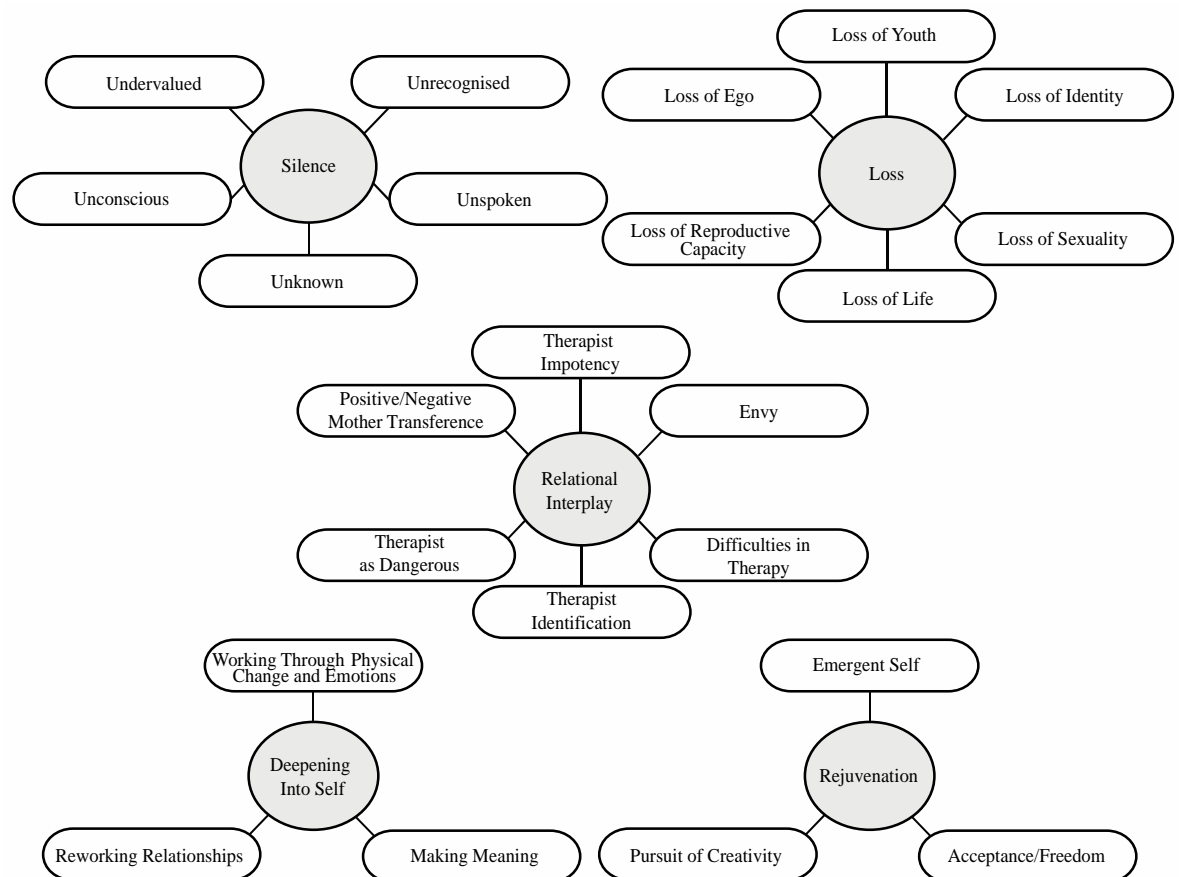 Undervalued
Unrecognised
Silence
Unconscious
Unspoken
Unknown
Loss of Youth
Loss of Ego
Loss of Identity
Loss
Loss of Reproductive
Capacity
Loss of Sexuality
Loss of Life
Therapist
Impotency
Positive/Negative
Mother Transference
Envy
Relational
Interplay
Therapist
as Dangerous
Difficulties in
Therapy
Therapist
Identification
Working Through Physical
Change and Emotions
Deepening
Into Self
Reworking Relationships
Making Meaning
Emergent Self
Rejuvenation
Pursuit of Creativity
Acceptance/Freedom